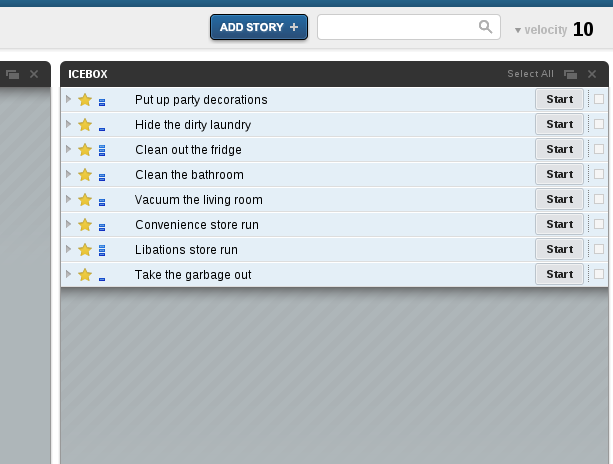 ADD STORY +
velocity 10
ICEBOX Select All
Put up party decorations Start
Hide the dirty laundry Start
Clean out the fridge Start
Clean the bathroom Start
Vacuum the living room Start
Convenience store run Start
Libations store run Start
Take the garbage out Start